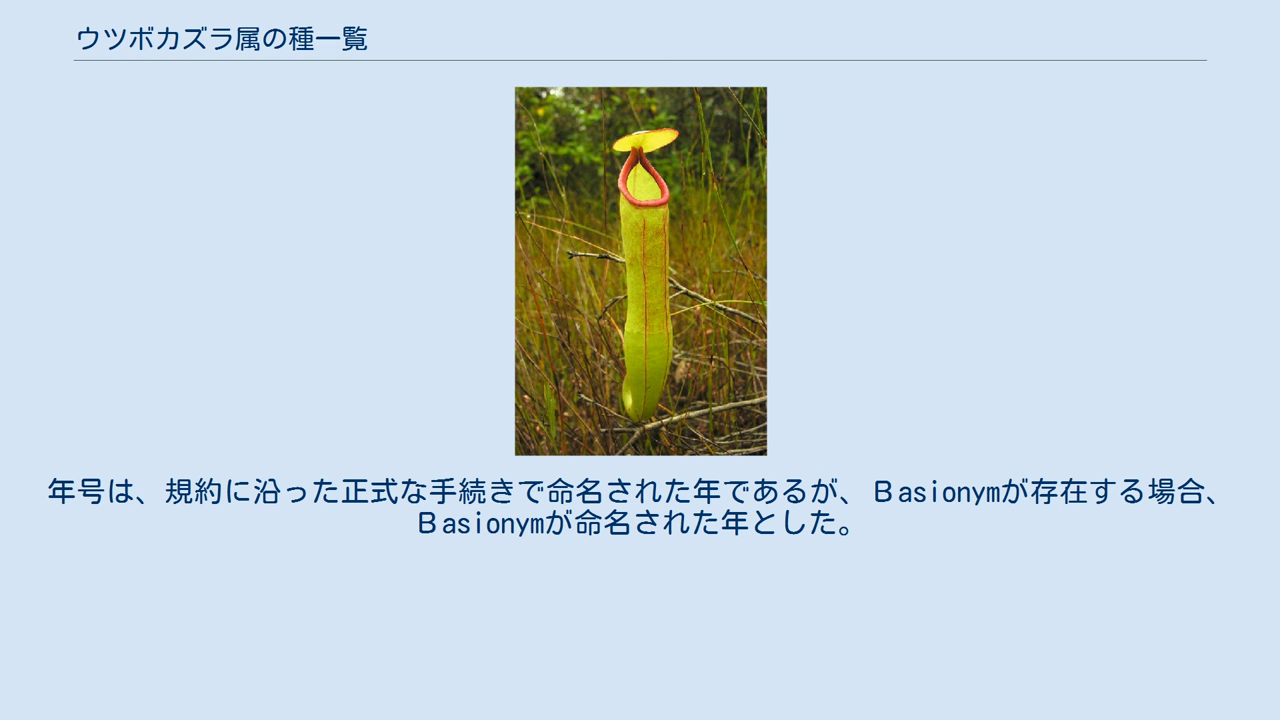 ウツボカズラ属の種一覧
年号は、規約に沿った正式な手続きで命名された年であるが、Ｂasionymが存在する場合、
Ｂasionymが命名された年とした。